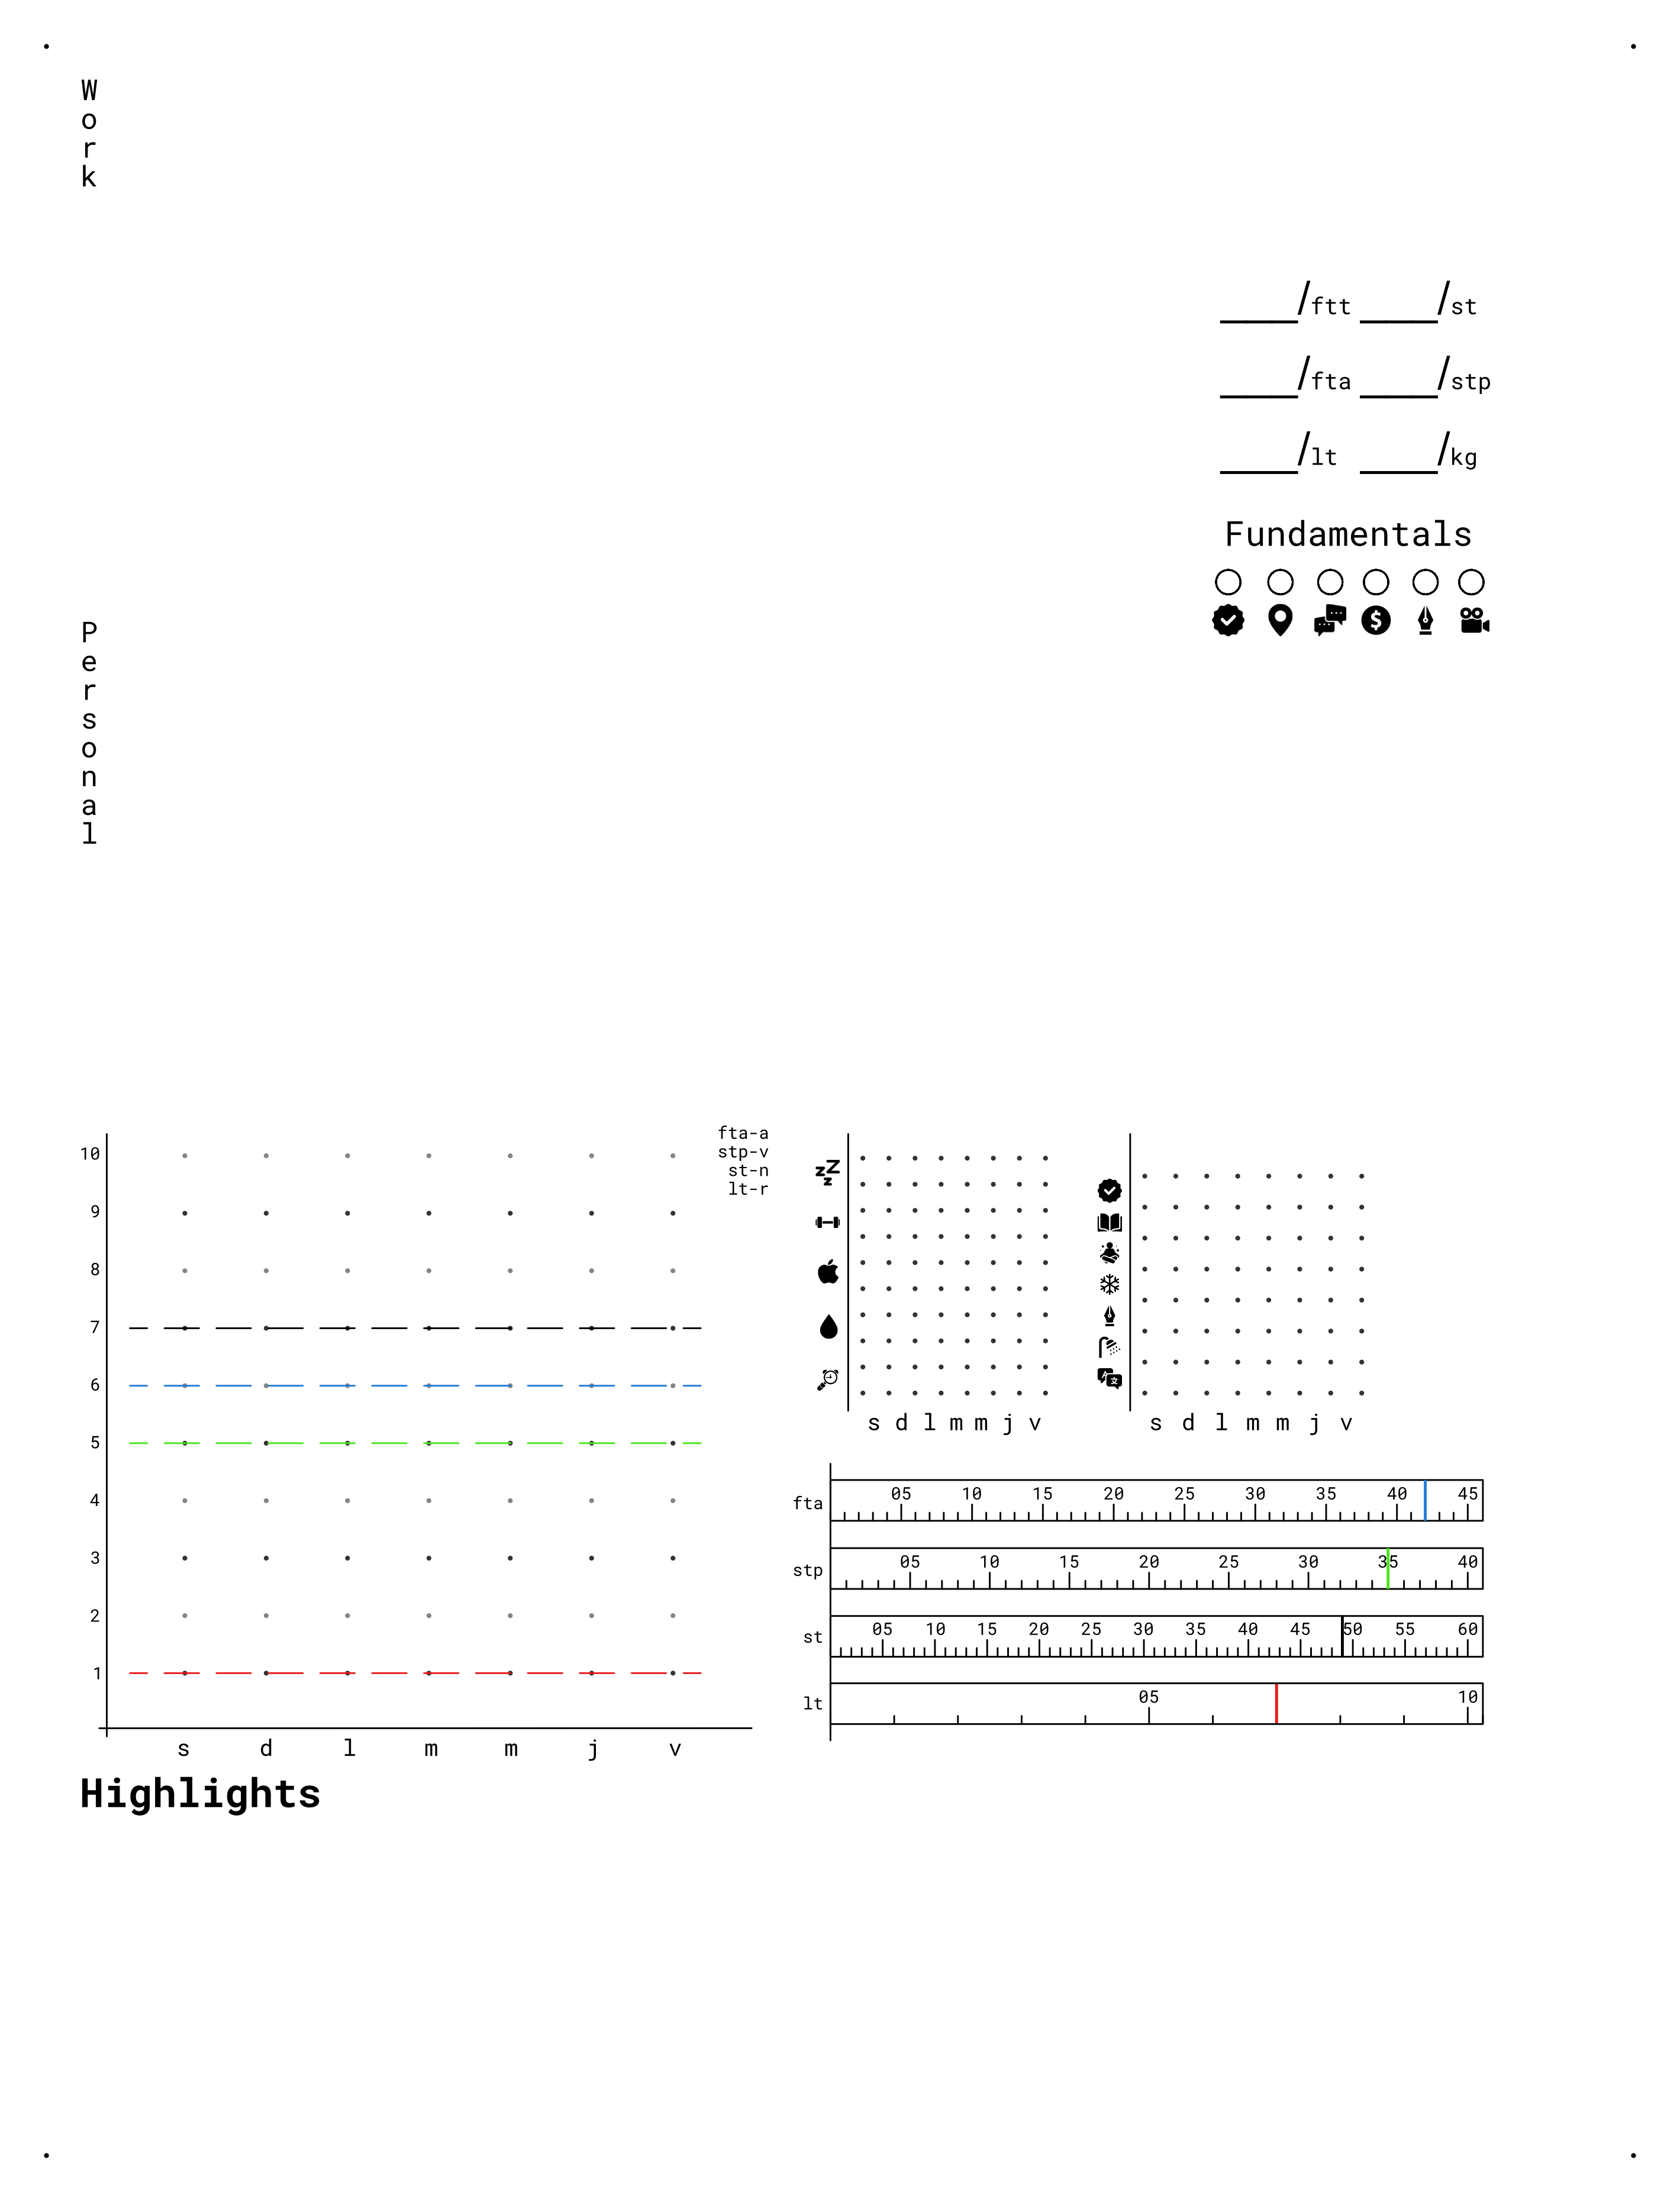 Work
/ftt /st
/fta /stp
/lt /kg
Fundamentals
Personal
fta-a
stp-v
st-n
lt-r
10
9
8
7
6
5
4
3
2
1
s d l m m j v
s d l m m j v
s d l m m j v
fta 05 10 15 20 25 30 35 40 45
stp 05 10 15 20 25 30 35 40
st 05 10 15 20 25 30 35 40 45 50 55 60
lt 05 10
Highlights